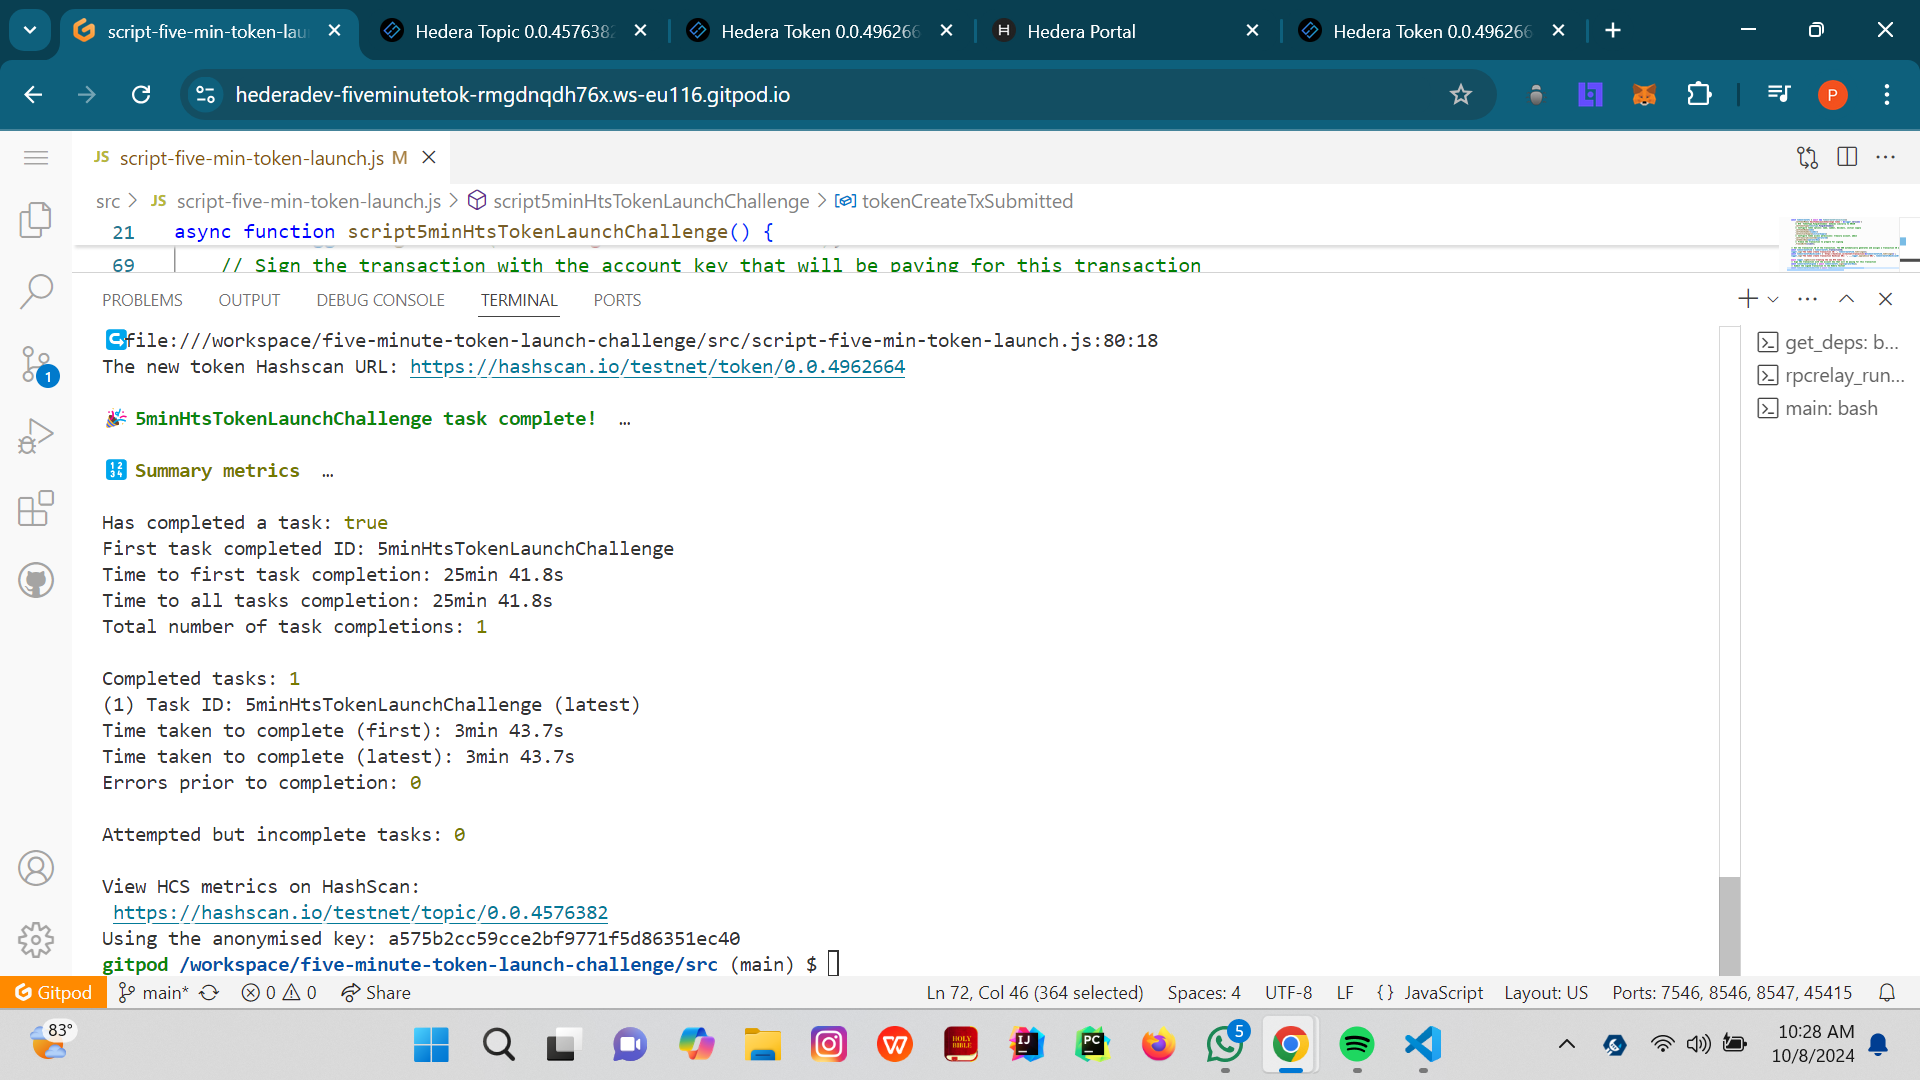 script-five-min-token-lau
Hedera Topic 0.0.4576382
Hedera Token 0.0.496266
Hedera Portal
Hedera Token 0.0.496266
hederadev-fiveminutetok-rmgdnqdh76x.ws-eu116.gitpod.io
P
JS script-five-min-token-launch.js M
src > JS script-five-min-token-launch.js > script5minHtsTokenLaunchChallenge > tokenCreateTxSubmitted
21 async function script5minHtsTokenLaunchChallenge() {
69 // Sign the transaction with the account key that will be paying for this transaction
PROBLEMS OUTPUT DEBUG CONSOLE TERMINAL PORTS
file:///workspace/five-minute-token-launch-challenge/src/script-five-min-token-launch.js:80:18
The new token Hashscan URL: https://hashscan.io/testnet/token/0.0.4962664
🎉 5minHtsTokenLaunchChallenge task complete! …
🔢 Summary metrics …
Has completed a task: true
First task completed ID: 5minHtsTokenLaunchChallenge
Time to first task completion: 25min 41.8s
Time to all tasks completion: 25min 41.8s
Total number of task completions: 1
Completed tasks: 1
(1) Task ID: 5minHtsTokenLaunchChallenge (latest)
Time taken to complete (first): 3min 43.7s
Time taken to complete (latest): 3min 43.7s
Errors prior to completion: 0
Attempted but incomplete tasks: 0
View HCS metrics on HashScan:
https://hashscan.io/testnet/topic/0.0.4576382
Using the anonymised key: a575b2cc59cce2bf9771f5d86351ec40
gitpod /workspace/five-minute-token-launch-challenge/src (main) $
get_deps: b...
rpcrelay_run...
main: bash
1
Gitpod main* 0 0 Share
Ln 72, Col 46 (364 selected) Spaces: 4 UTF-8 LF {} JavaScript Layout: US Ports: 7546, 8546, 8547, 45415
83°
HOLY BIBLE
IJ
PC
5
10:28 AM
10/8/2024